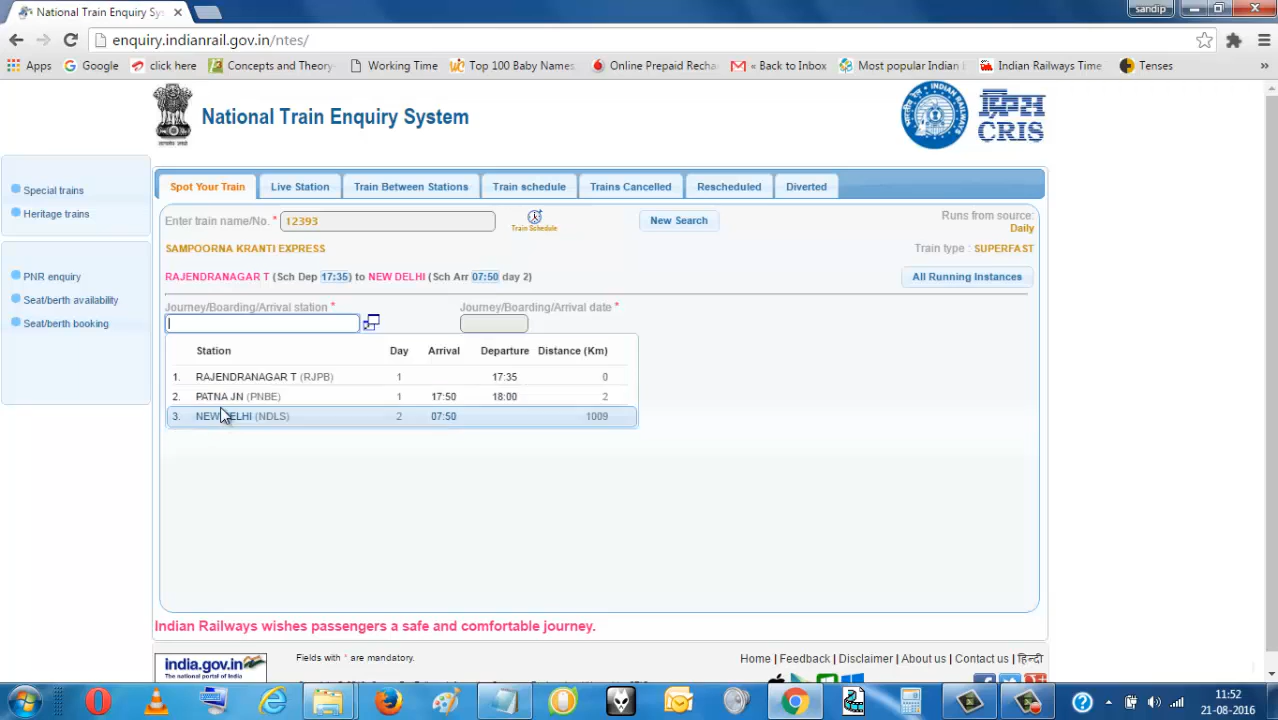 National Train Enquiry Sys
sandip
enquiry.indianrail.gov.in/ntes/
Apps Google click here Concepts and Theory Working Time Top 100 Baby Names Online Prepaid Recha « Back to Inbox Most popular Indian Indian Railways Time Tenses »
National Train Enquiry System
CRIS
Special trains
Heritage trains
PNR enquiry
Seat/berth availability
Seat/berth booking
Spot Your Train Live Station Train Between Stations Train schedule Trains Cancelled Rescheduled Diverted
Enter train name/No. * 12393 Train Schedule New Search Runs from source:
Daily
SAMPOORNA KRANTI EXPRESS Train type : SUPERFAST
RAJENDRANAGAR T (Sch Dep 17:35) to NEW DELHI (Sch Arr 07:50 day 2) All Running Instances
Journey/Boarding/Arrival station * Journey/Boarding/Arrival date *
Station Day Arrival Departure Distance (Km)
1. RAJENDRANAGAR T (RJPB) 1 17:35 0
2. PATNA JN (PNBE) 1 17:50 18:00 2
3. NEW DELHI (NDLS) 2 07:50 1009
Indian Railways wishes passengers a safe and comfortable journey.
india.gov.in
The national portal of India
Fields with * are mandatory.
Home | Feedback | Disclaimer | About us | Contact us | हिन्दी
11:52
21-08-2016